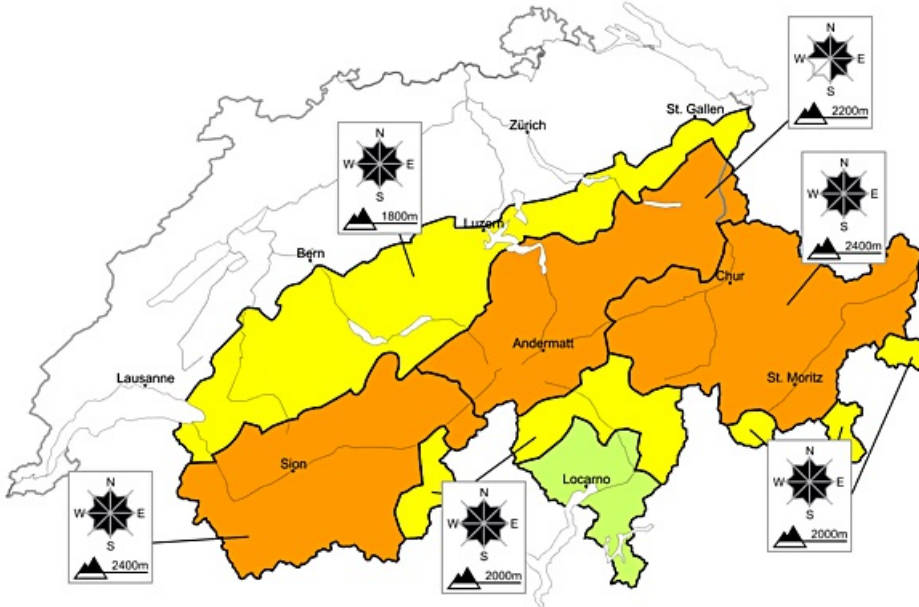 N
W E
S
2200m
St. Gallen
Zürich
N
W E
S
1800m
N
W E
S
2400m
Luzern
Bern
Chur
Andermatt
Lausanne
St. Moritz
Sion
Locarno
N
W E
S
2400m
N
W E
S
2000m
N
W E
S
2000m